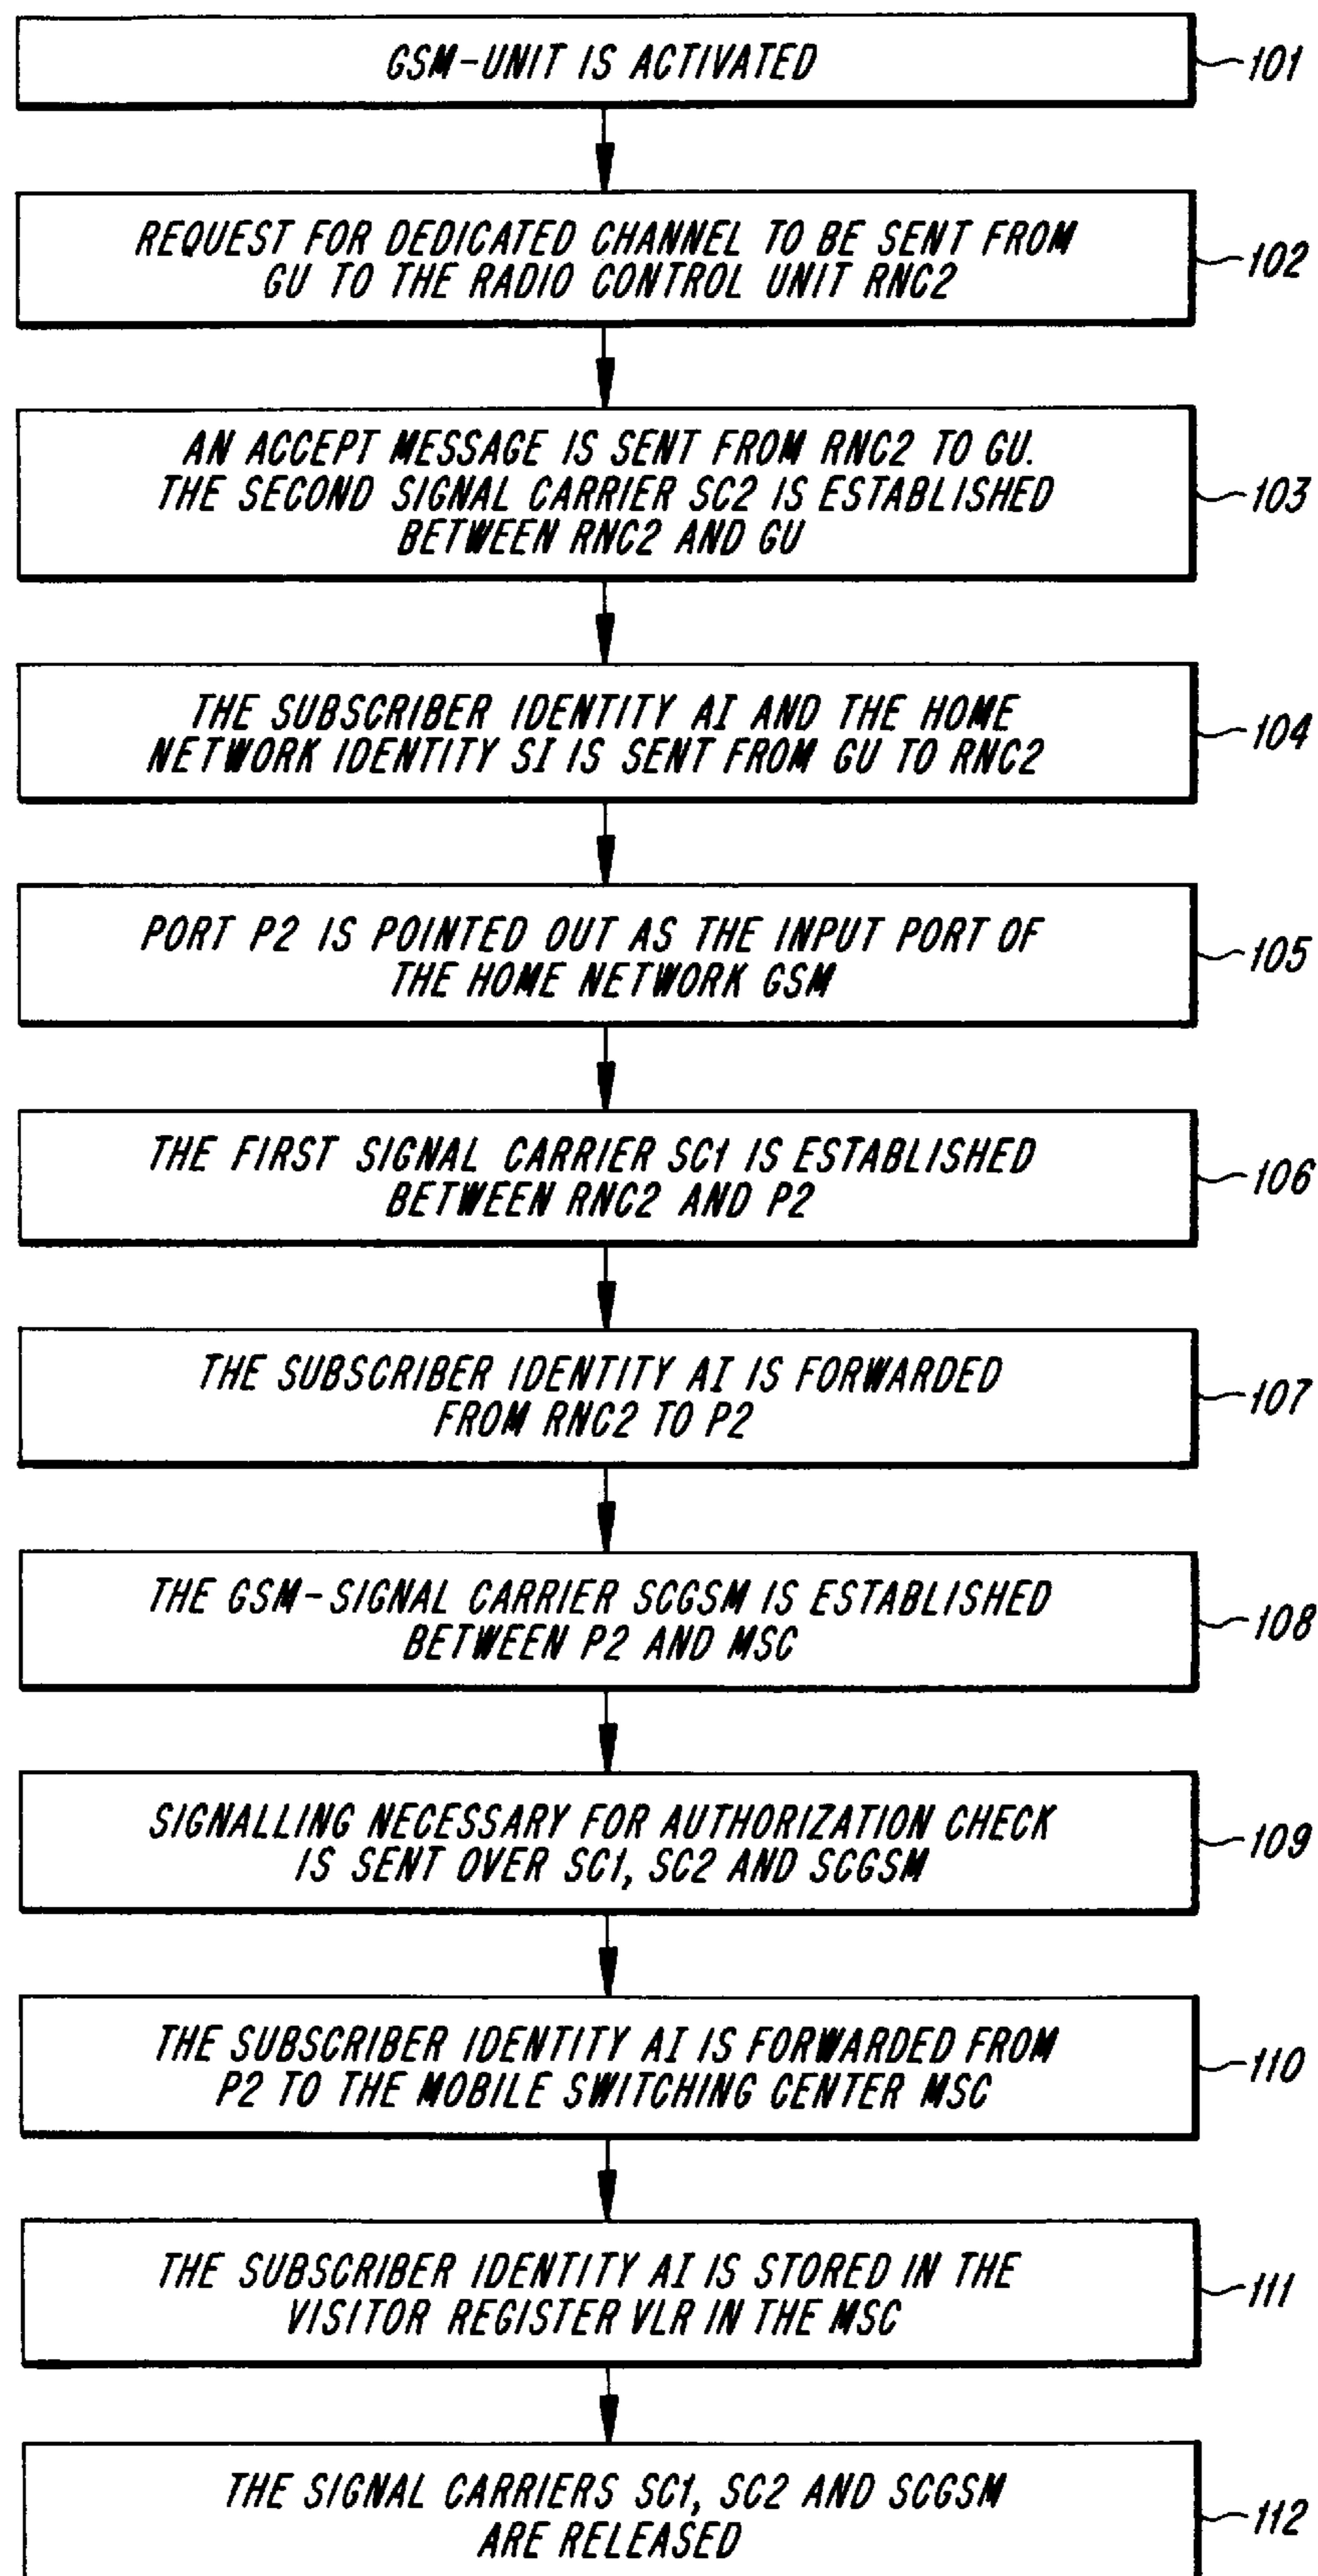 GSM-UNIT IS ACTIVATED
101
REQUEST FOR DEDICATED CHANNEL TO BE SENT FROM
GU TO THE RADIO CONTROL UNIT RNC2
102
AN ACCEPT MESSAGE IS SENT FROM RNC2 TO GU.
THE SECOND SIGNAL CARRIER SC2 IS ESTABLISHED
BETWEEN RNC2 AND GU
103
THE SUBSCRIBER IDENTITY AI AND THE HOME
NETWORK IDENTITY SI IS SENT FROM GU TO RNC2
104
PORT P2 IS POINTED OUT AS THE INPUT PORT OF
THE HOME NETWORK GSM
105
THE FIRST SIGNAL CARRIER SC1 IS ESTABLISHED
BETWEEN RNC2 AND P2
106
THE SUBSCRIBER IDENTITY AI IS FORWARDED
FROM RNC2 TO P2
107
THE GSM-SIGNAL CARRIER SCGSM IS ESTABLISHED
BETWEEN P2 AND MSC
108
SIGNALLING NECESSARY FOR AUTHORIZATION CHECK
IS SENT OVER SC1, SC2 AND SCGSM
109
THE SUBSCRIBER IDENTITY AI IS FORWARDED FROM
P2 TO THE MOBILE SWITCHING CENTER MSC
110
THE SUBSCRIBER IDENTITY AI IS STORED IN THE
VISITOR REGISTER VLR IN THE MSC
111
THE SIGNAL CARRIERS SC1, SC2 AND SCGSM
ARE RELEASED
112